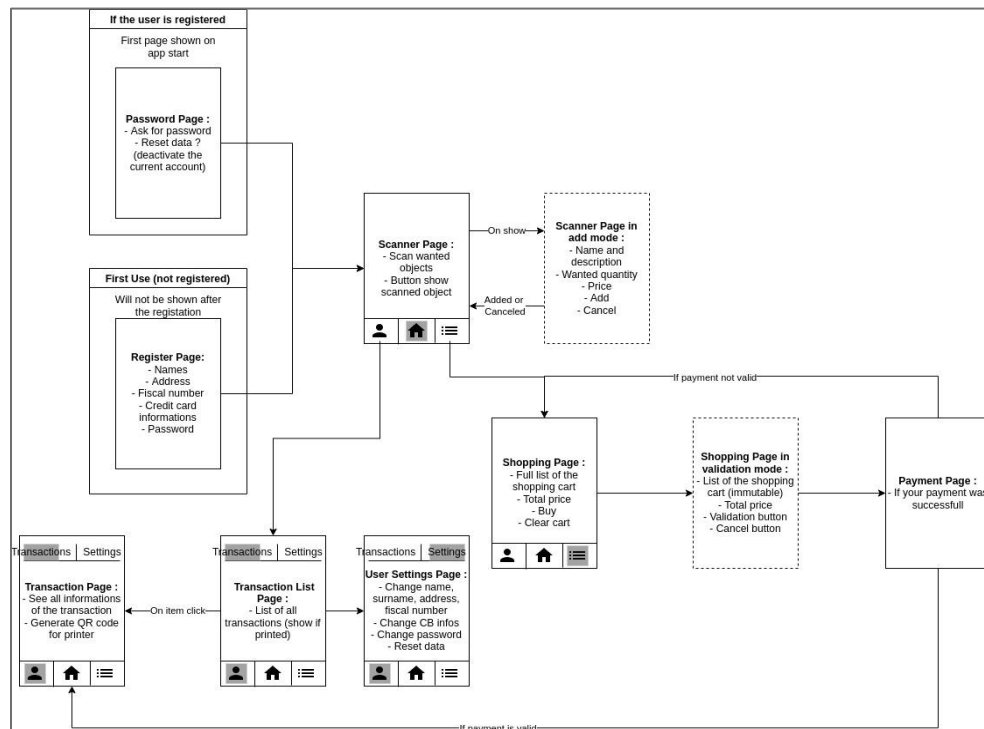 If the user is registered
First page shown on
app start
Password Page :
- Ask for password
- Reset data ?
(deactivate the
current account)
First Use (not registered)
Will not be shown after
the registation
Register Page:
- Names
- Address
- Fiscal number
- Credit card
informations
- Password
Scanner Page :
- Scan wanted
objects
- Button show
scanned object
On show
Added or
Canceled
Scanner Page in
add mode :
- Name and
description
- Wanted quantity
- Price
- Add
- Cancel
If payment not valid
Shopping Page :
- Full list of the
shopping cart
- Total price
- Buy
- Clear cart
Shopping Page in
validation mode :
- List of the shopping
cart (immutable)
- Total price
- Validation button
- Cancel button
Payment Page :
- If your payment was
successfull
Transactions
Settings
Transaction Page :
- See all informations
of the transaction
- Generate QR code
for printer
On item click
Transactions
Settings
Transaction List
Page :
- List of all
transactions (show if
printed)
Transactions
Settings
User Settings Page :
- Change name,
surname, address,
fiscal number
- Change CB infos
- Change password
- Reset data
If payment is valid